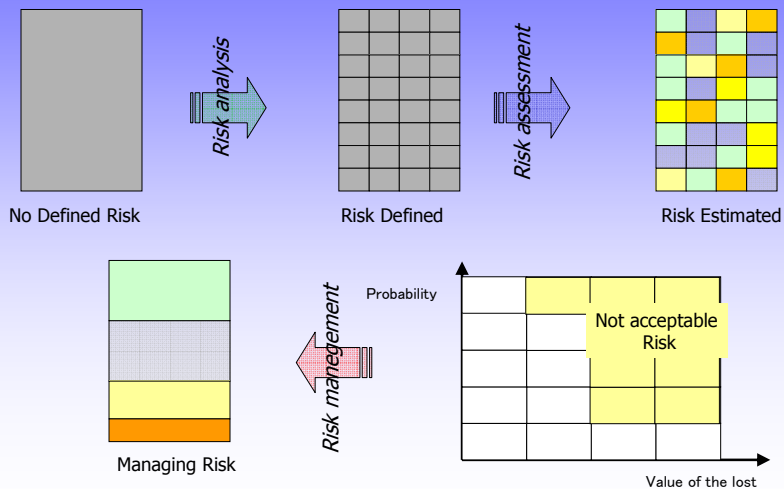 Risk analysis
Risk assessment
No Defined Risk
Risk Defined
Risk Estimated
Probability
Not acceptable
Risk
Risk manegement
Managing Risk
Value of the lost